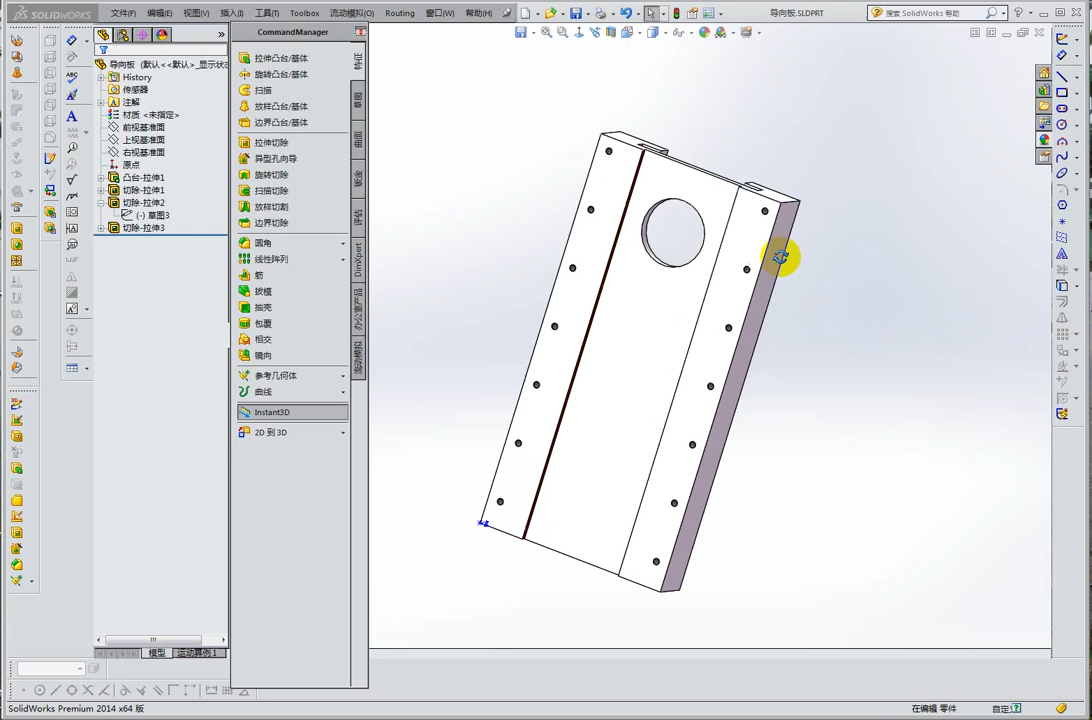 SOLIDWORKS 文件(F) 编辑(E) 视图(V) 插入(I) 工具(T) Toolbox 流动模拟(O) Routing 窗口(W) 帮助(H) 导向板.SLDPRT 搜索 SolidWorks 帮助
CommandManager
特征
草图
曲面
钣金
评估
DimXpert
办公室产品
流动模拟
导向板 (默认<<默认>_显示状态
History
传感器
注解
材质 <未指定>
前视基准面
上视基准面
右视基准面
原点
凸台-拉伸1
切除-拉伸1
切除-拉伸2
(-) 草图3
切除-拉伸3
拉伸凸台/基体
旋转凸台/基体
扫描
放样凸台/基体
边界凸台/基体
拉伸切除
异型孔向导
旋转切除
扫描切除
放样切割
边界切除
圆角
线性阵列
筋
拔模
抽壳
包覆
相交
镜向
参考几何体
曲线
Instant3D
2D 到 3D
模型 运动算例 1
SolidWorks Premium 2014 x64 版 在编辑 零件 自定